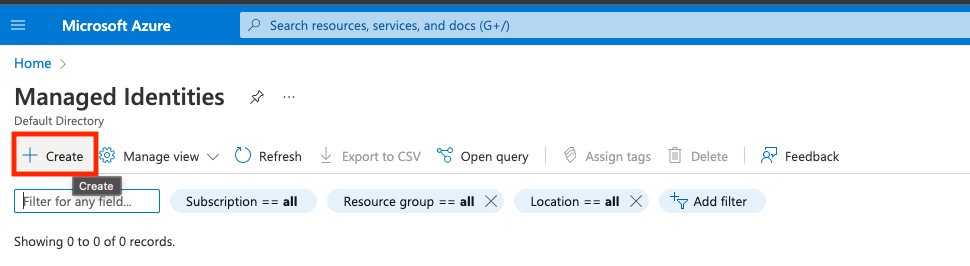 Microsoft Azure
Search resources, services, and docs (G+/)
Home
Managed Identities
Default Directory
Create Manage view Refresh Export to CSV Open query Assign tags Delete Feedback
Create
Filter for any field... Subscription == all Resource group == all Location == all Add filter
Showing 0 to 0 of 0 records.